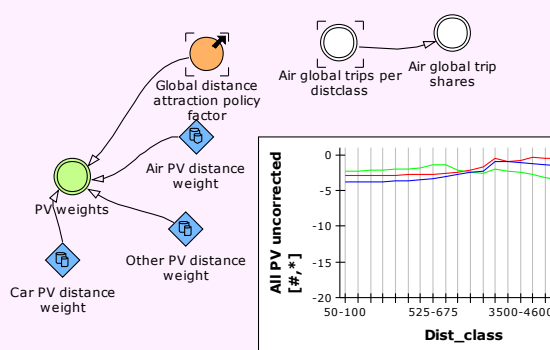 Global distance
attraction policy
factor
Air global trips per
distclass
Air global trip
shares
Air PV distance
weight
PV weights
Other PV distance
weight
Car PV distance
weight
All PV uncorrected
[#,*]
0
-5
-10
-15
-20
50-100
525-675
3500-4600
Dist_class